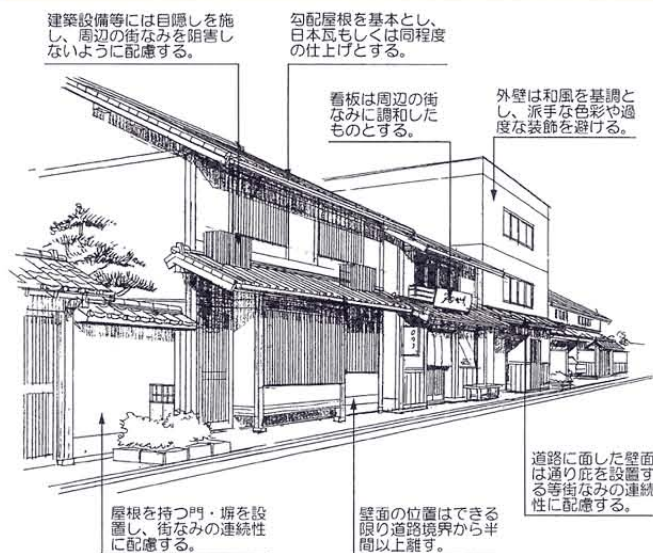 建築設備等には目隠しを施
し、周辺の街なみを阻害し
ないように配慮する。
勾配屋根を基本とし、
日本瓦もしくは同程度
の仕上げとする。
看板は周辺の街
なみに調和した
ものとする。
外壁は和風を基調と
し、派手な色彩や過
度な装飾を避ける。
屋根を持つ門・塀を設
置し、街なみの連続性
に配慮する。
壁面の位置はできる
限り道路境界から半
間以上離す。
道路に面した壁面
は通り庇を設置す
る等街なみの連続
性に配慮する。